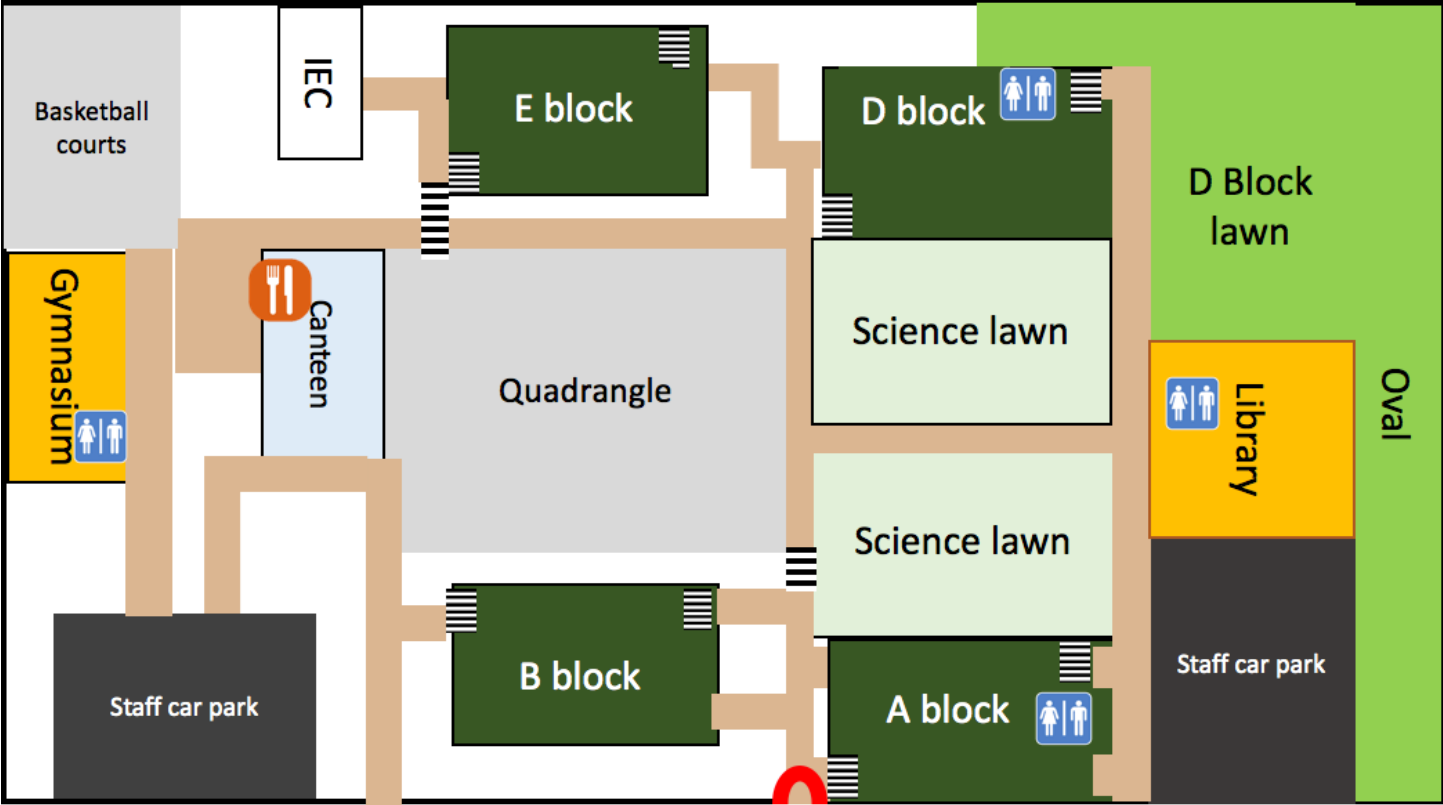 IEC
E block
D block
Basketball
courts
D Block
lawn
Gymnasium
Canteen
Science lawn
Quadrangle
Library
Oval
Science lawn
B block
A block
Staff car park
Staff car park